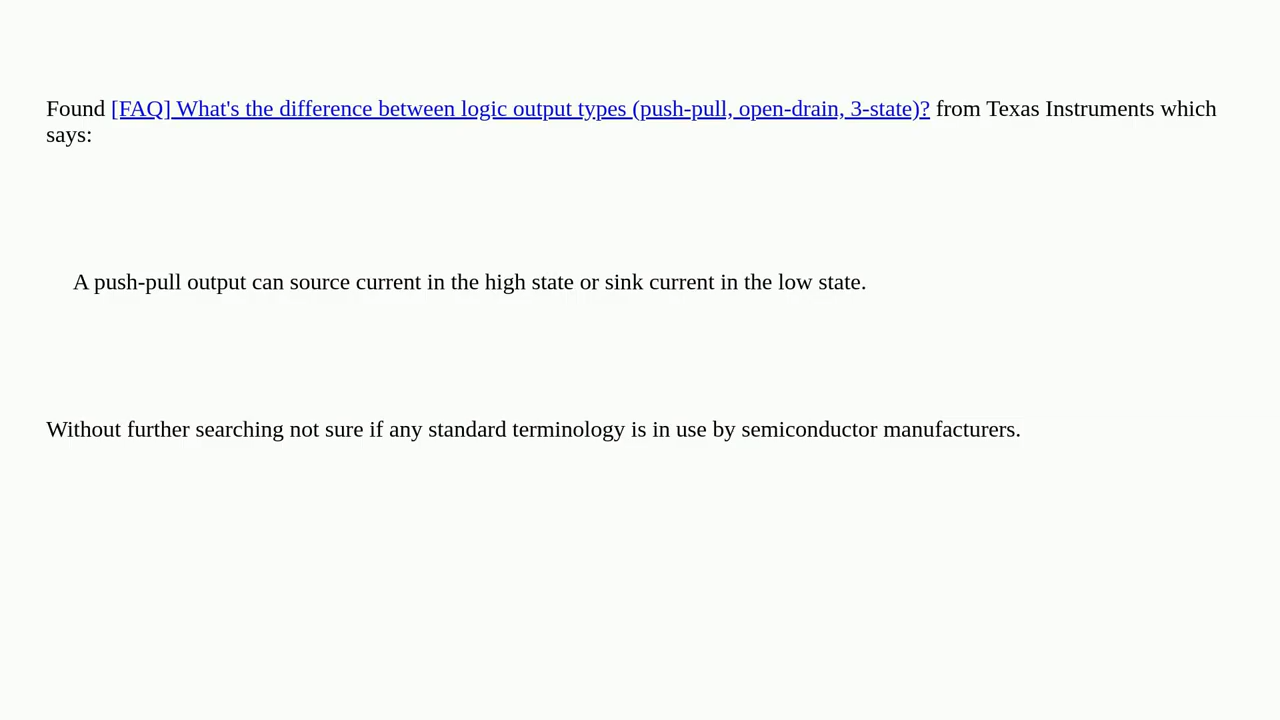 Found [FAQ] What's the difference between logic output types (push-pull, open-drain, 3-state)? from Texas Instruments which
says:
A push-pull output can source current in the high state or sink current in the low state.
Without further searching not sure if any standard terminology is in use by semiconductor manufacturers.